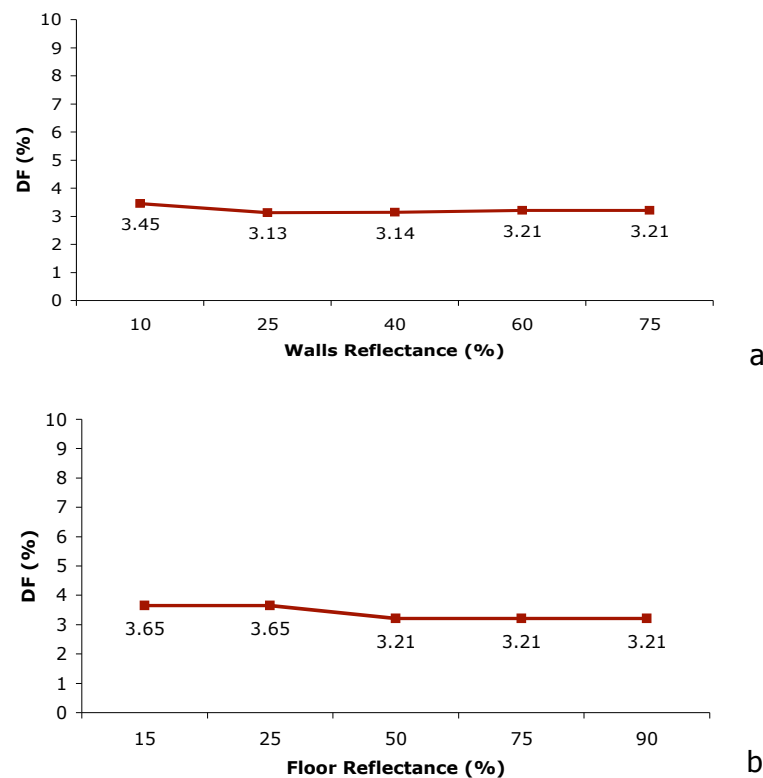 10
9
8
7
6
5
4
3
2
1
0
DF (%)
3.45 3.13 3.14 3.21 3.21
10 25 40 60 75
Walls Reflectance (%)
a
10
9
8
7
6
5
4
3
2
1
0
DF (%)
3.65 3.65 3.21 3.21 3.21
15 25 50 75 90
Floor Reflectance (%)
b